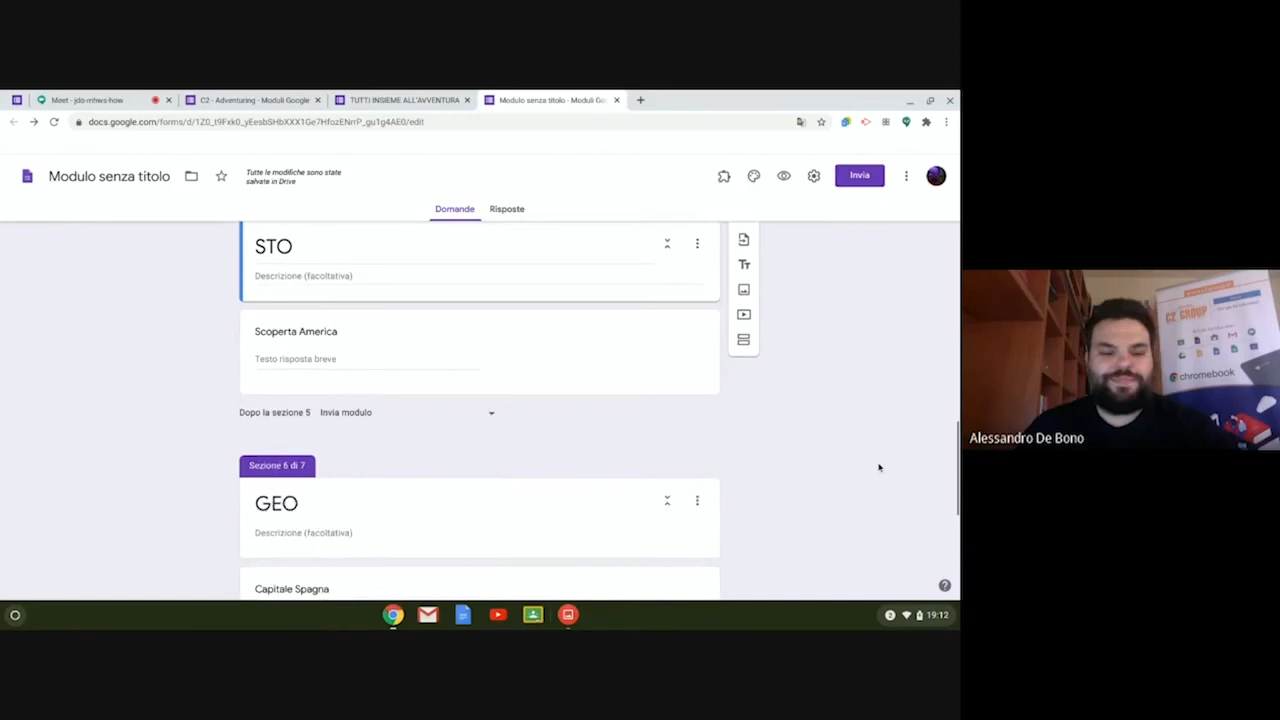 Meet - jdo-mhws-how
C2 - Adventuring - Moduli Google
TUTTI INSIEME ALL'AVVENTURA
Modulo senza titolo - Moduli Goo
docs.google.com/forms/d/1Z0_t9Fxk0_yEesbSHbXXX1Ge7HfozENrrP_gu1g4AE0/edit
Modulo senza titolo
Tutte le modifiche sono state
salvate in Drive
Invia
Domande
Risposte
STO
Descrizione (facoltativa)
Scoperta America
Testo risposta breve
Dopo la sezione 5 Invia modulo
Sezione 6 di 7
GEO
Descrizione (facoltativa)
Capitale Spagna
2
19:12
C2 GROUP
chromebook
Alessandro De Bono